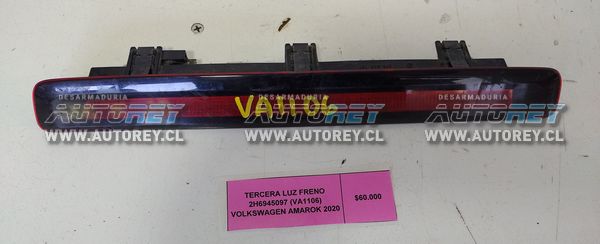 DESARMADURIA DESARMADURIA DESARMADURIA
AUTOREY AUTOREY AUTOREY
WWW.AUTOREY.CL WWW.AUTOREY.CL WWW.AUTOREY.CL
VA1106
TERCERA LUZ FRENO
2H6945097 (VA1106)
VOLKSWAGEN AMAROK 2020
$60.000